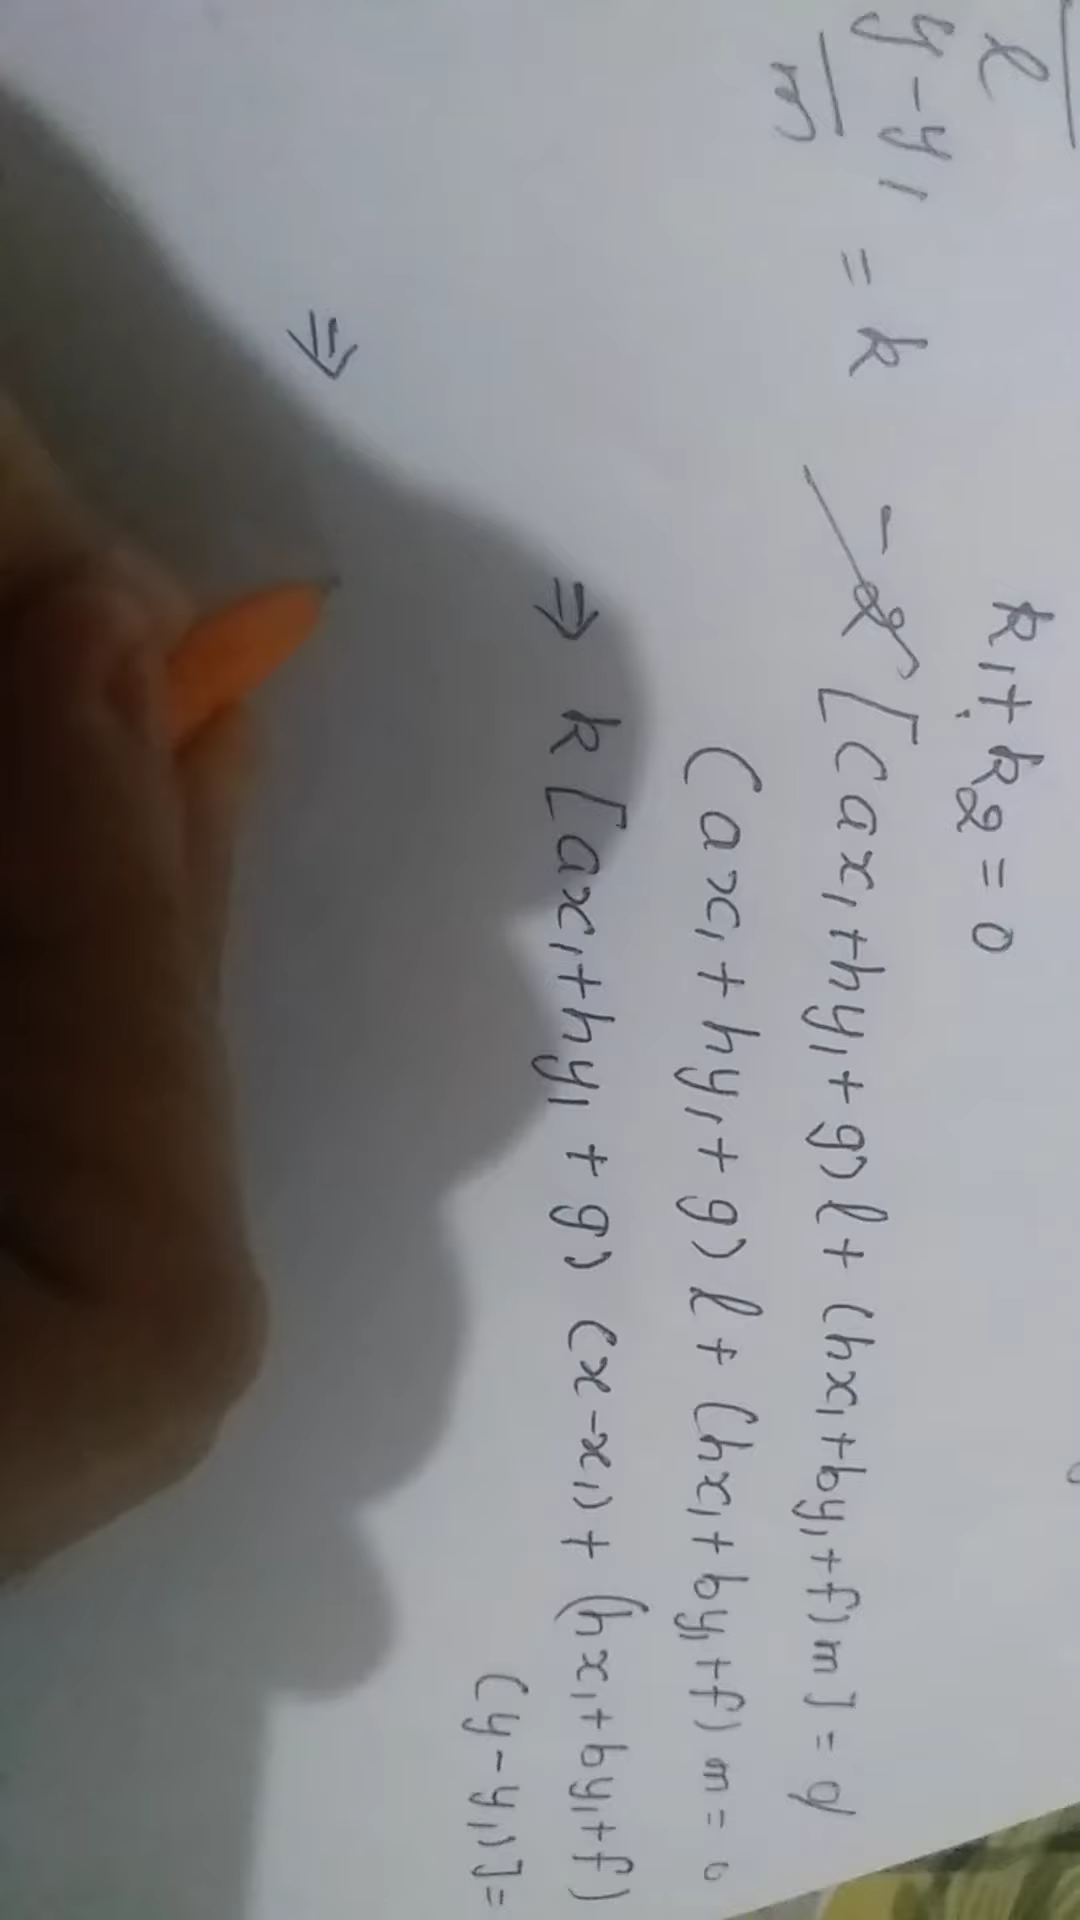 l
y - y₁ / m = k
k₁ + k₂ = 0
-2 [(ax₁ + hy₁ + g) l + (hx₁ + by₁ + f) m] = 0
(ax₁ + hy₁ + g) l + (hx₁ + by₁ + f) m = 0
⇒ k [ax₁ + hy₁ + g) (x - x₁) + (hx₁ + by₁ + f)
(y - y₁)] =
⇒